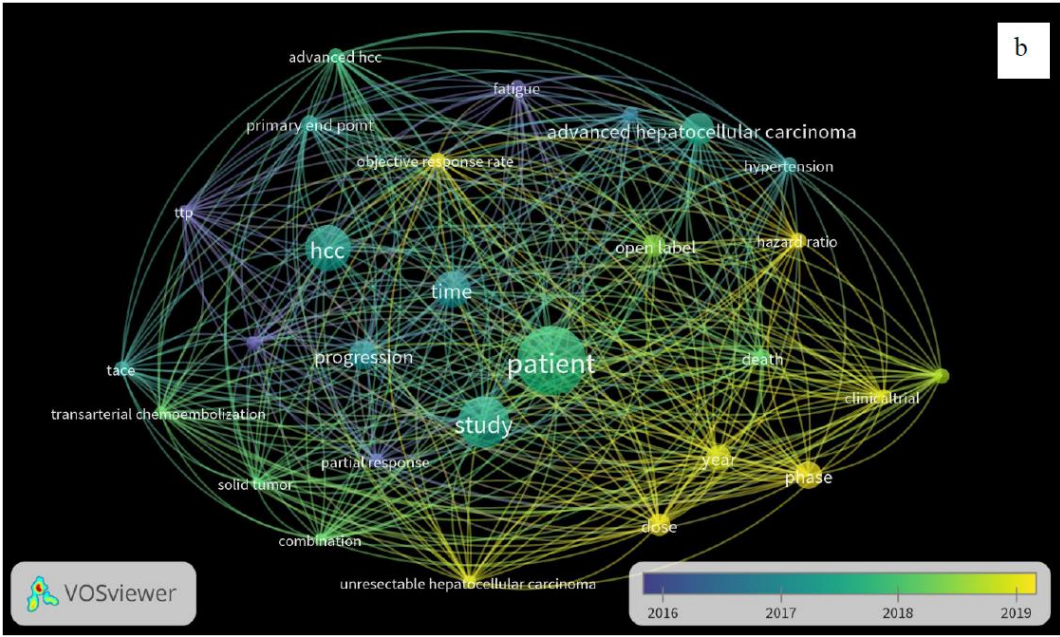 b
advanced hcc
fatigue
primary end point
advanced hepatocellular carcinoma
objective response rate
hypertension
ttp
hcc
open label
hazard ratio
time
progression
patient
death
tace
clinicaltrial
transarterial chemoembolization
study
partial response
year
phase
solid tumor
dose
combination
unresectable hepatocellular carcinoma
VOSviewer
2016 2017 2018 2019